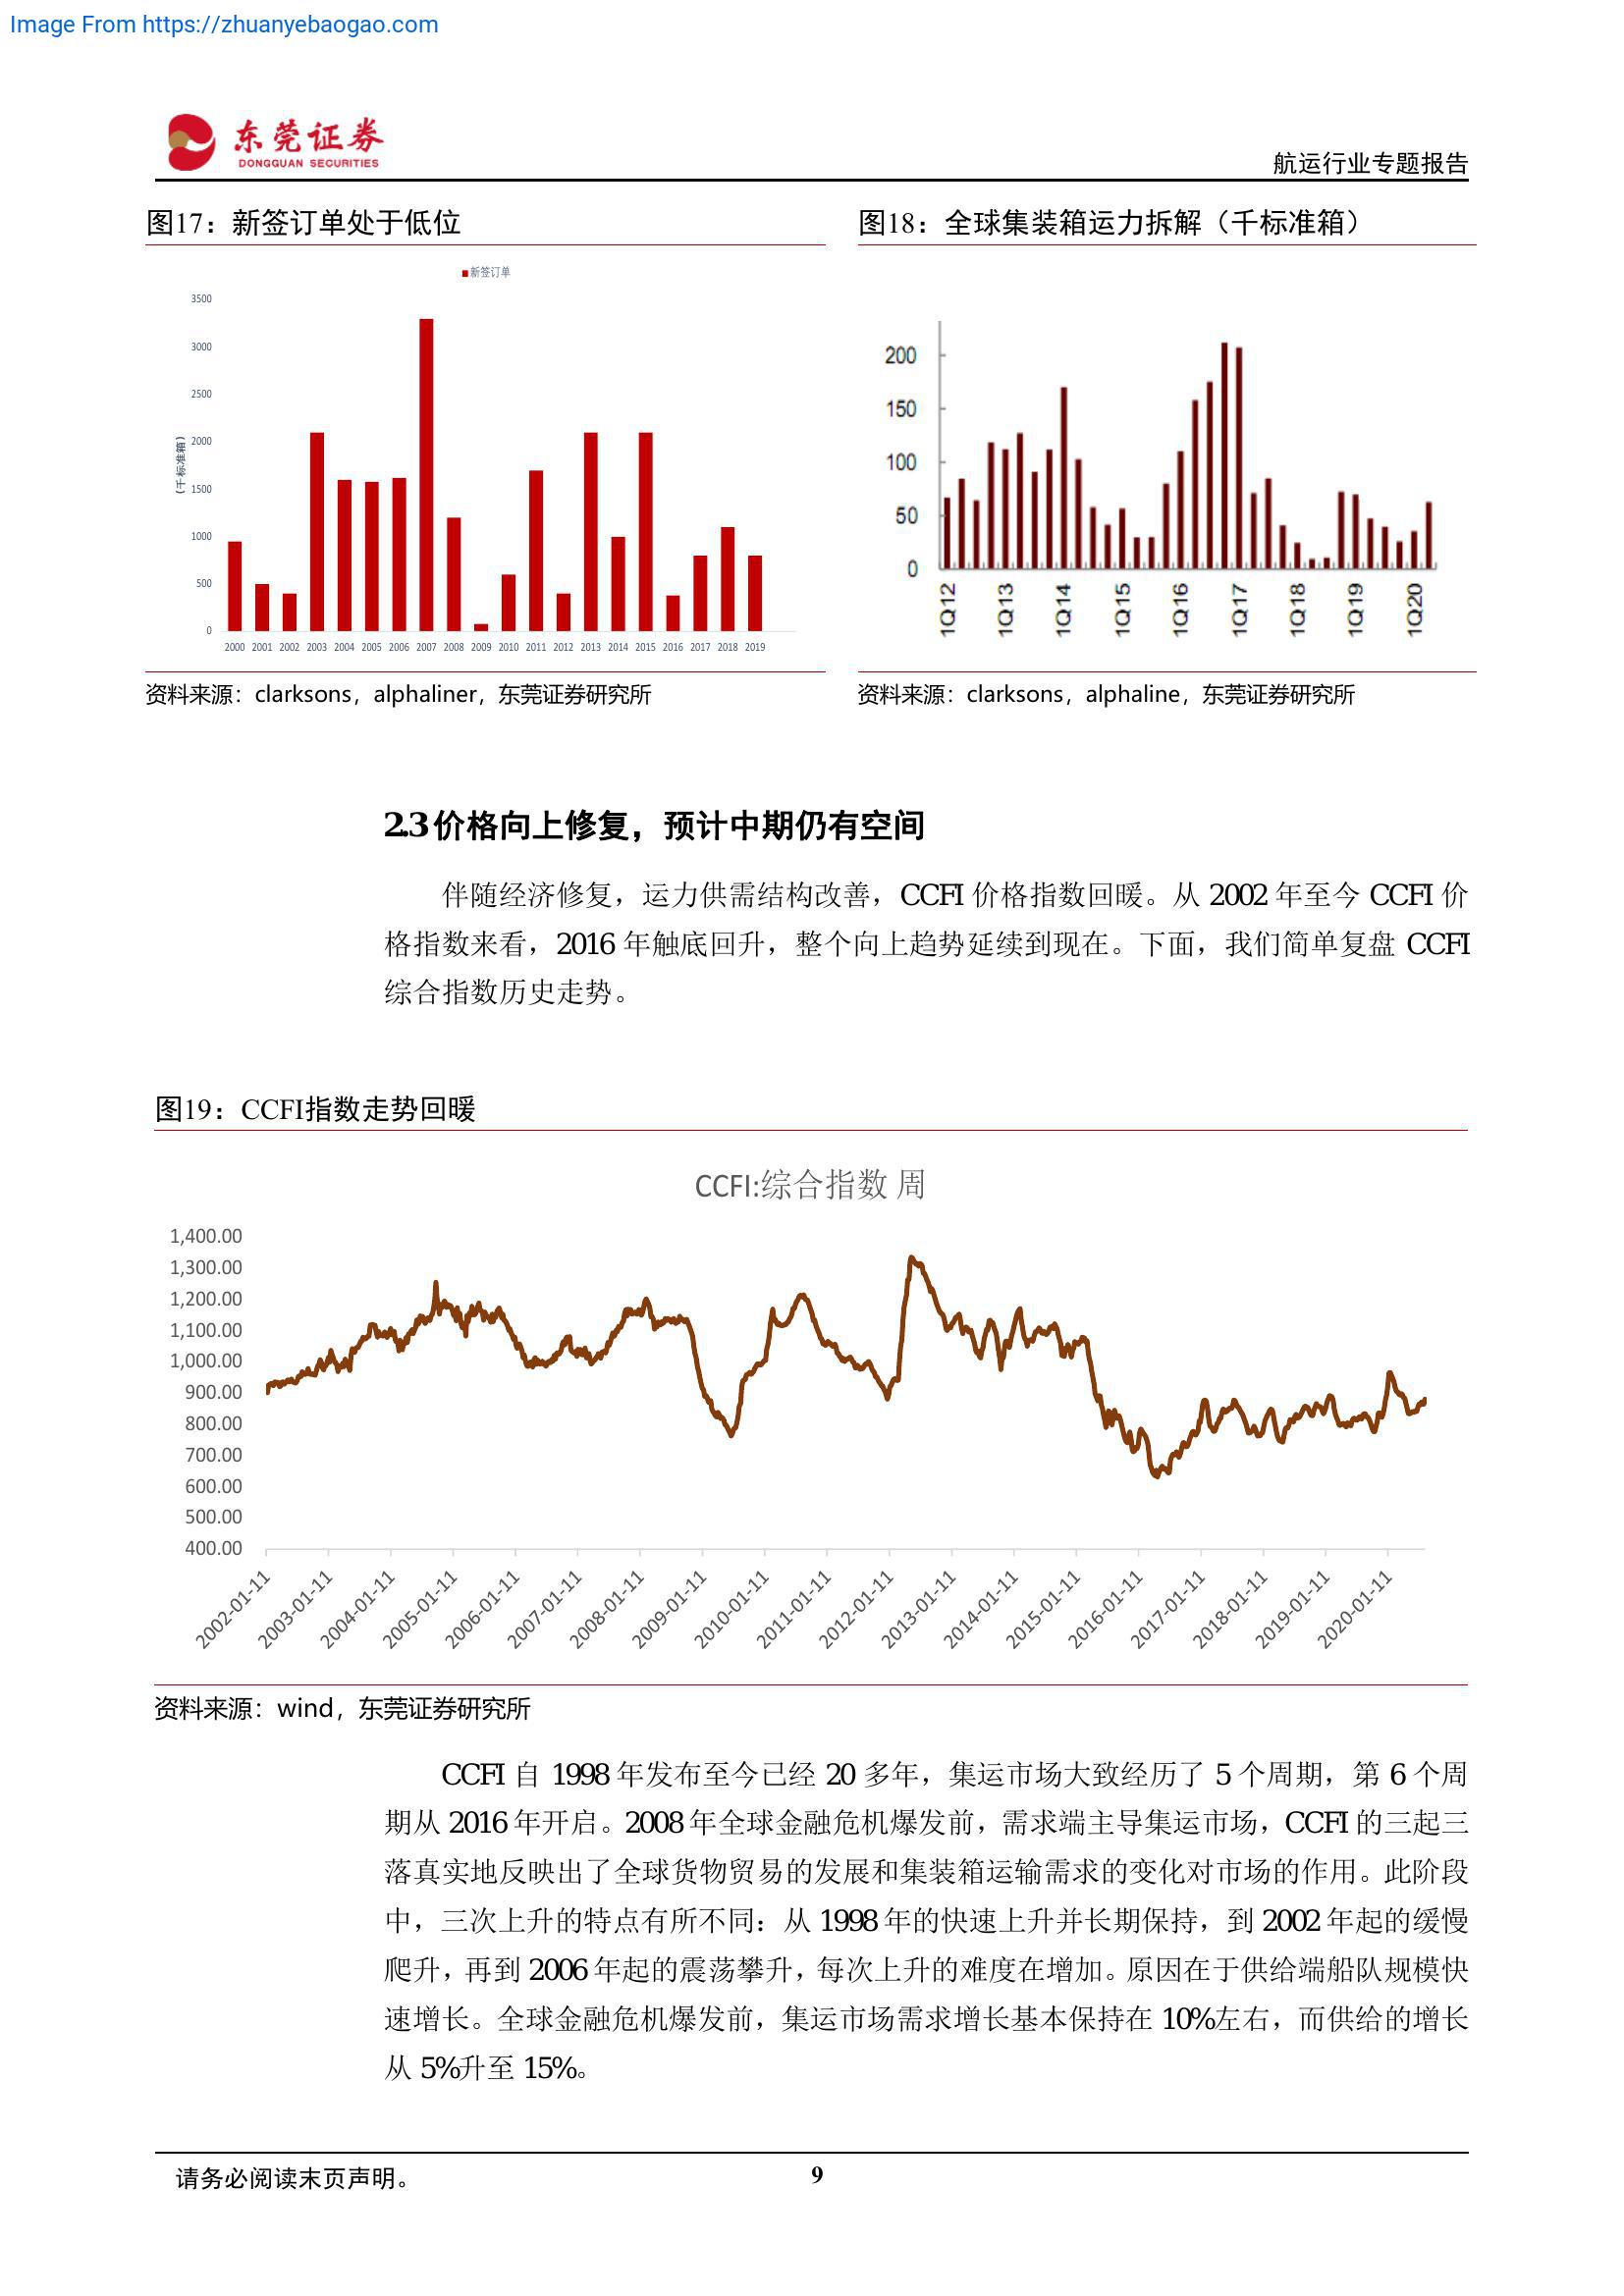 Image From https://zhuanyebaogao.com
东莞证券
DONGGUAN SECURITIES
航运行业专题报告
图17：新签订单处于低位
新签订单
（千标准箱）
3500
3000
2500
2000
1500
1000
500
0
2000 2001 2002 2003 2004 2005 2006 2007 2008 2009 2010 2011 2012 2013 2014 2015 2016 2017 2018 2019
资料来源：clarksons，alphaliner，东莞证券研究所
图18：全球集装箱运力拆解（千标准箱）
200
150
100
50
0
1Q12 1Q13 1Q14 1Q15 1Q16 1Q17 1Q18 1Q19 1Q20
资料来源：clarksons，alphaline，东莞证券研究所
2.3 价格向上修复，预计中期仍有空间
伴随经济修复，运力供需结构改善，CCFI 价格指数回暖。从 2002 年至今 CCFI 价
格指数来看，2016 年触底回升，整个向上趋势延续到现在。下面，我们简单复盘 CCFI
综合指数历史走势。
图19：CCFI指数走势回暖
CCFI:综合指数 周
1,400.00
1,300.00
1,200.00
1,100.00
1,000.00
900.00
800.00
700.00
600.00
500.00
400.00
2002-01-11 2003-01-11 2004-01-11 2005-01-11 2006-01-11 2007-01-11 2008-01-11 2009-01-11 2010-01-11 2011-01-11 2012-01-11 2013-01-11 2014-01-11 2015-01-11 2016-01-11 2017-01-11 2018-01-11 2019-01-11 2020-01-11
资料来源：wind，东莞证券研究所
CCFI 自 1998 年发布至今已经 20 多年，集运市场大致经历了 5 个周期，第 6 个周
期从 2016 年开启。2008 年全球金融危机爆发前，需求端主导集运市场，CCFI 的三起三
落真实地反映出了全球货物贸易的发展和集装箱运输需求的变化对市场的作用。此阶段
中，三次上升的特点有所不同：从 1998 年的快速上升并长期保持，到 2002 年起的缓慢
爬升，再到 2006 年起的震荡攀升，每次上升的难度在增加。原因在于供给端船队规模快
速增长。全球金融危机爆发前，集运市场需求增长基本保持在 10%左右，而供给的增长
从 5%升至 15%。
请务必阅读末页声明。
9